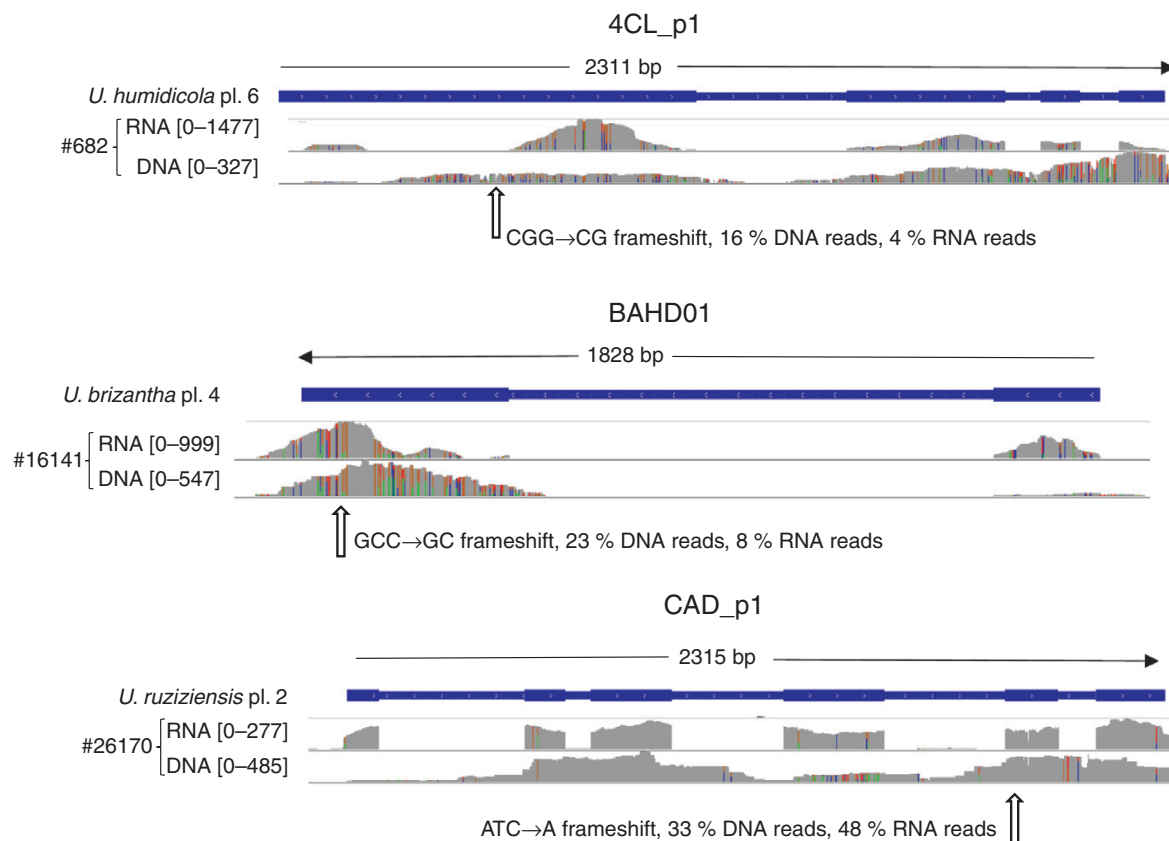 4CL_p1
2311 bp
U. humidicola pl. 6
#682
RNA [0–1477]
DNA [0–327]
CGG→CG frameshift, 16 % DNA reads, 4 % RNA reads
BAHD01
1828 bp
U. brizantha pl. 4
#16141
RNA [0–999]
DNA [0–547]
GCC→GC frameshift, 23 % DNA reads, 8 % RNA reads
CAD_p1
2315 bp
U. ruziziensis pl. 2
#26170
RNA [0–277]
DNA [0–485]
ATC→A frameshift, 33 % DNA reads, 48 % RNA reads